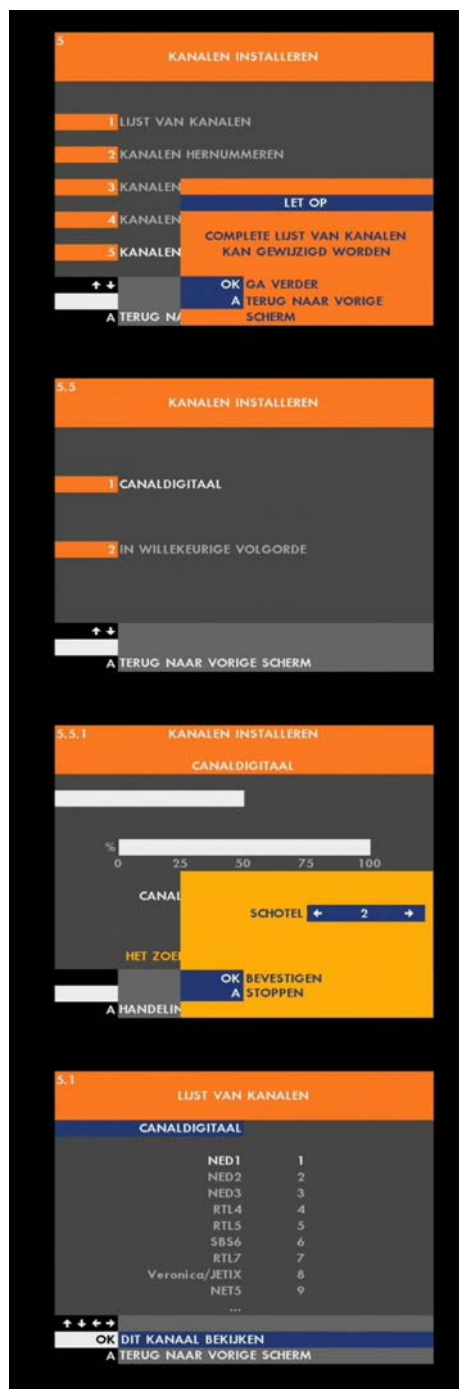 5
KANALEN INSTALLEREN
1 LIJST VAN KANALEN
2 KANALEN HERNUMMEREN
3 KANALEN
4 KANALEN
5 KANALEN
LET OP
COMPLETE LIJST VAN KANALEN
KAN GEWIJZIGD WORDEN
OK GA VERDER
A TERUG NAAR VORIGE
SCHERM
A TERUG NA
5.5
KANALEN INSTALLEREN
1 CANALDIGITAAL
2 IN WILLEKEURIGE VOLGORDE
A TERUG NAAR VORIGE SCHERM
5.5.1 KANALEN INSTALLEREN
CANALDIGITAAL
%
0 25 50 75 100
CANAL
SCHOTEL ← 2 →
HET ZOE
OK BEVESTIGEN
A STOPPEN
A HANDELIN
5.1
LIJST VAN KANALEN
CANALDIGITAAL
NED1 1
NED2 2
NED3 3
RTL4 4
RTL5 5
SBS6 6
RTL7 7
Veronica/JETIX 8
NET5 9
...
OK DIT KANAAL BEKIJKEN
A TERUG NAAR VORIGE SCHERM